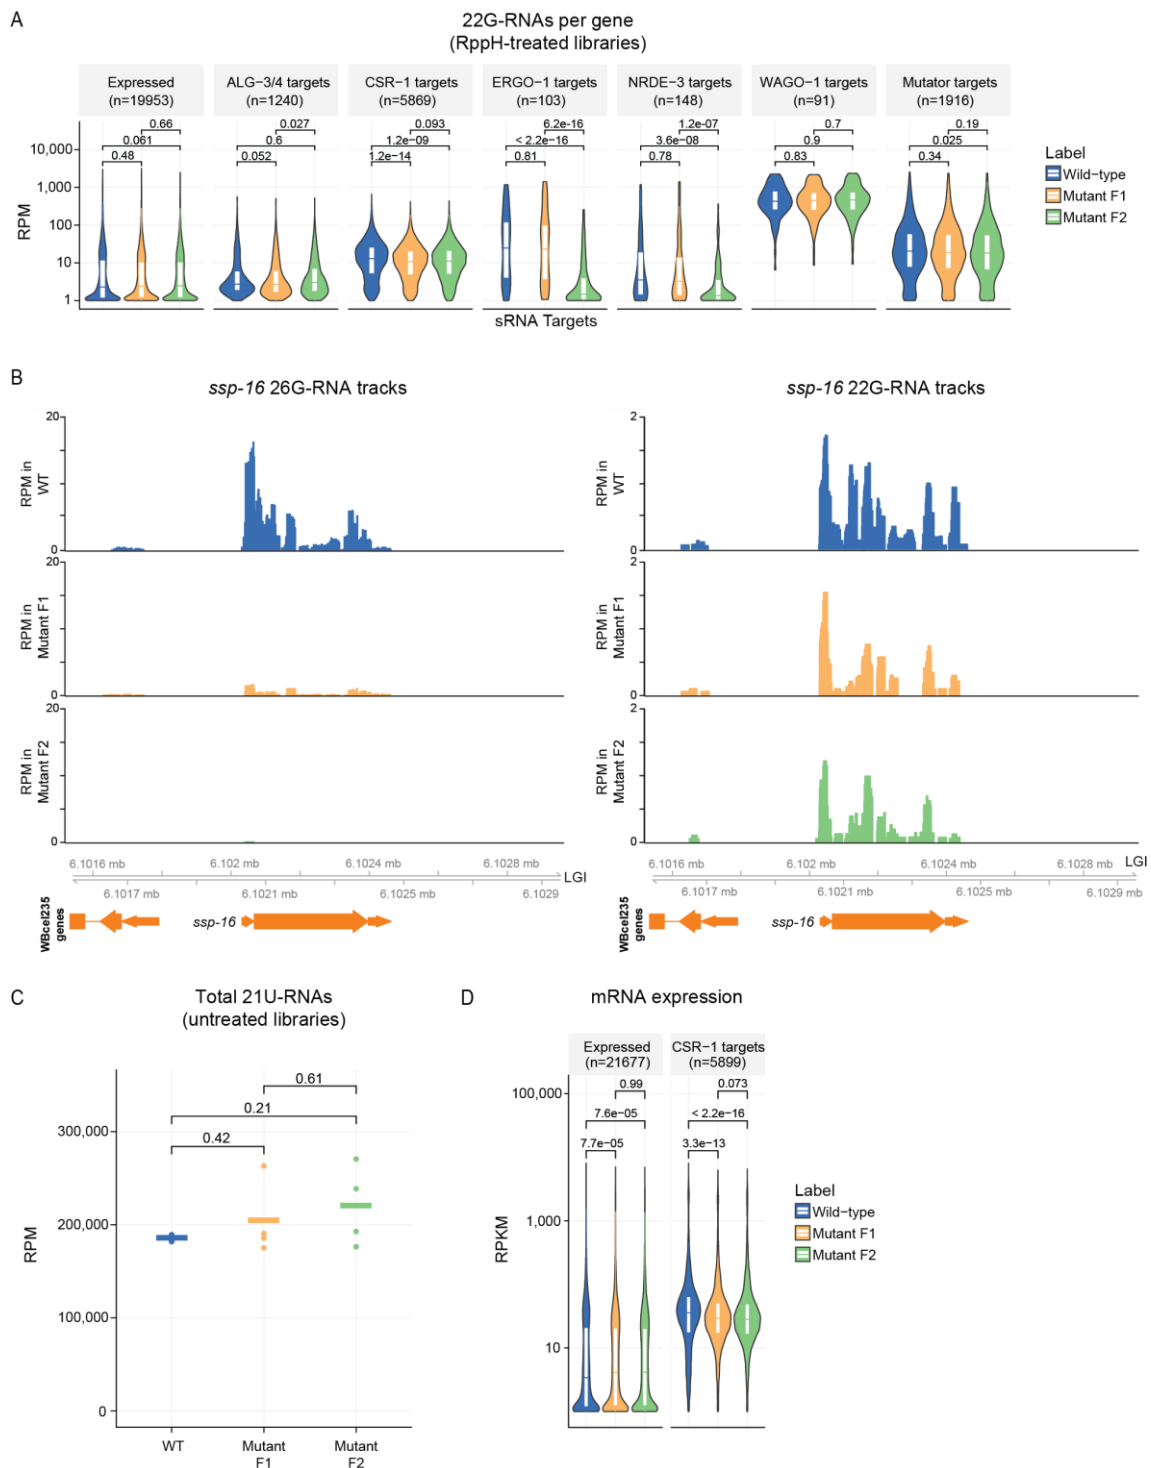 A
22G-RNAs per gene
(RppH-treated libraries)
Expressed
(n=19953)
ALG−3/4 targets
(n=1240)
CSR−1 targets
(n=5869)
ERGO−1 targets
(n=103)
NRDE−3 targets
(n=148)
WAGO−1 targets
(n=91)
Mutator targets
(n=1916)
0.66
0.061
0.48
0.027
0.6
0.052
0.093
1.2e−09
1.2e−14
6.2e−16
< 2.2e−16
0.81
1.2e−07
3.6e−08
0.78
0.7
0.9
0.83
0.19
0.025
0.34
RPM
10,000
1,000
100
10
1
sRNA Targets
Label
Wild−type
Mutant F1
Mutant F2
B
ssp-16 26G-RNA tracks
RPM in
WT
20
0
RPM in
Mutant F1
20
0
RPM in
Mutant F2
20
0
6.1016 mb
6.102 mb
6.1024 mb
6.1028 mb
LGI
6.1017 mb
6.1021 mb
6.1025 mb
6.1029
WBcel235
genes
ssp-16
ssp-16 22G-RNA tracks
RPM in
WT
2
0
RPM in
Mutant F1
2
0
RPM in
Mutant F2
2
0
6.1016 mb
6.102 mb
6.1024 mb
6.1028 mb
LGI
6.1017 mb
6.1021 mb
6.1025 mb
6.1029 mb
WBcel235
genes
ssp-16
C
Total 21U-RNAs
(untreated libraries)
0.61
0.21
0.42
RPM
300,000
200,000
100,000
0
WT
Mutant
F1
Mutant
F2
D
mRNA expression
Expressed
(n=21677)
CSR−1 targets
(n=5899)
0.99
7.6e−05
7.7e−05
0.073
< 2.2e−16
3.3e−13
RPKM
100,000
1,000
10
Label
Wild−type
Mutant F1
Mutant F2